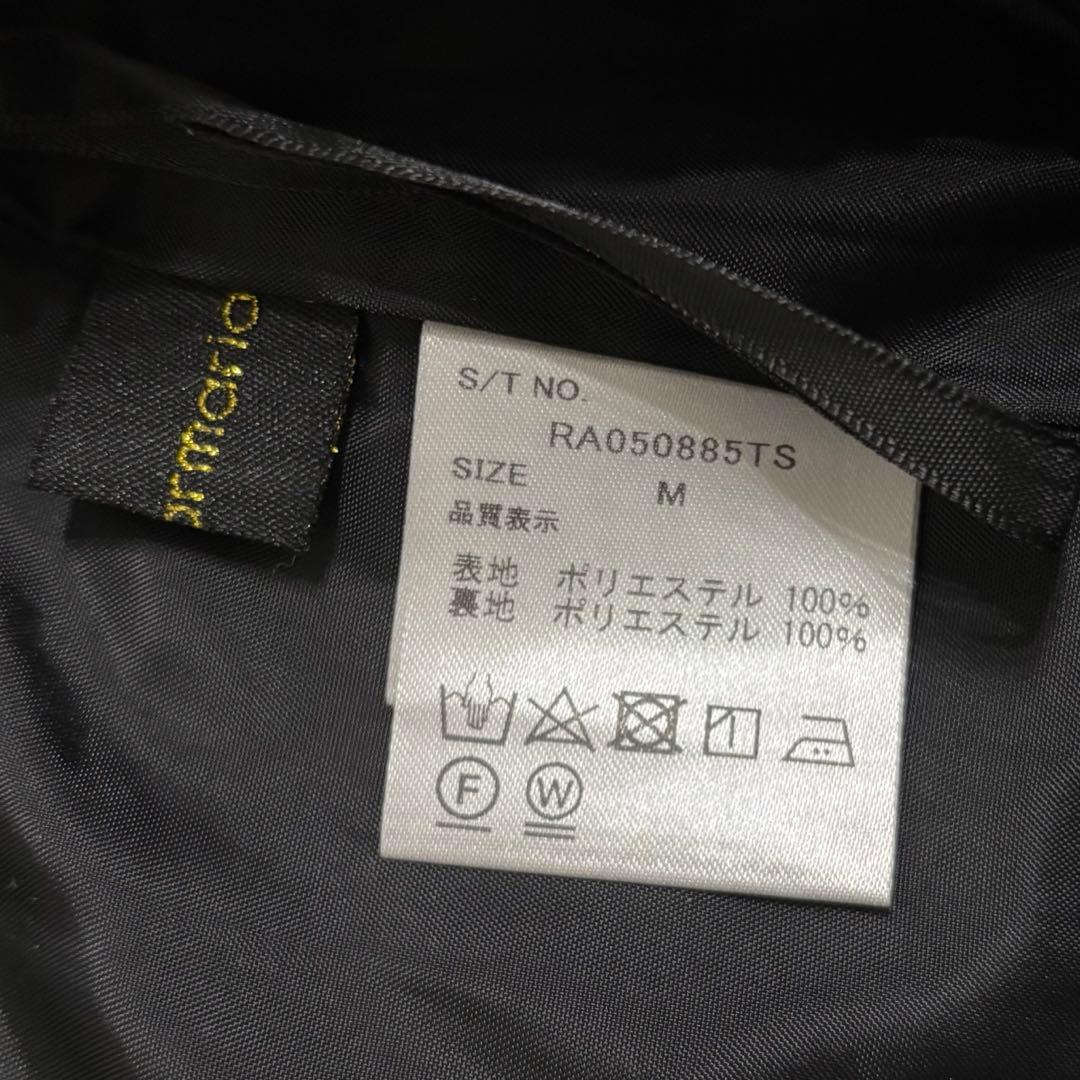 armario
S/T NO.
RA050885TS
SIZE
M
品質表示
表地 ポリエステル 100%
裏地 ポリエステル 100%
F
W